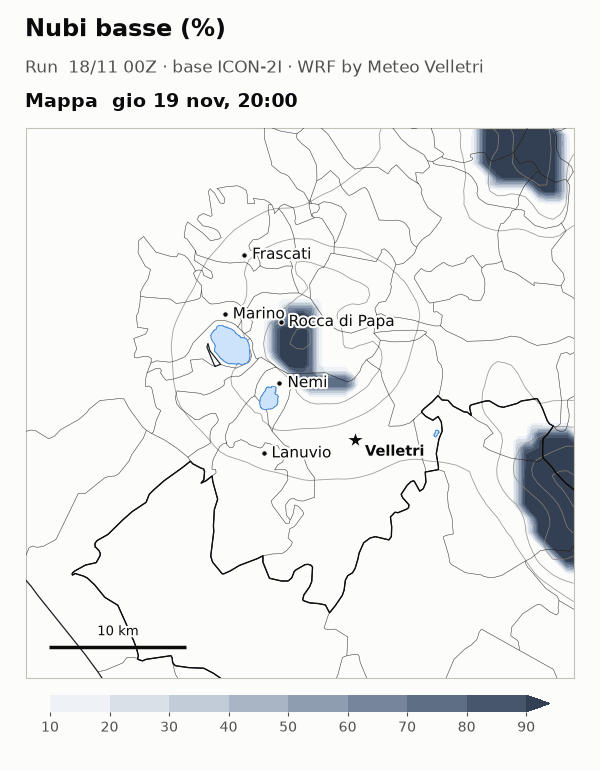 Nubi basse (%)
Run  18/11 00Z · base ICON-2I · WRF by Meteo Velletri
Mappa  gio 19 nov, 20:00
Frascati
Marino
Rocca di Papa
Nemi
Velletri
Lanuvio
10 km
10 20 30 40 50 60 70 80 90